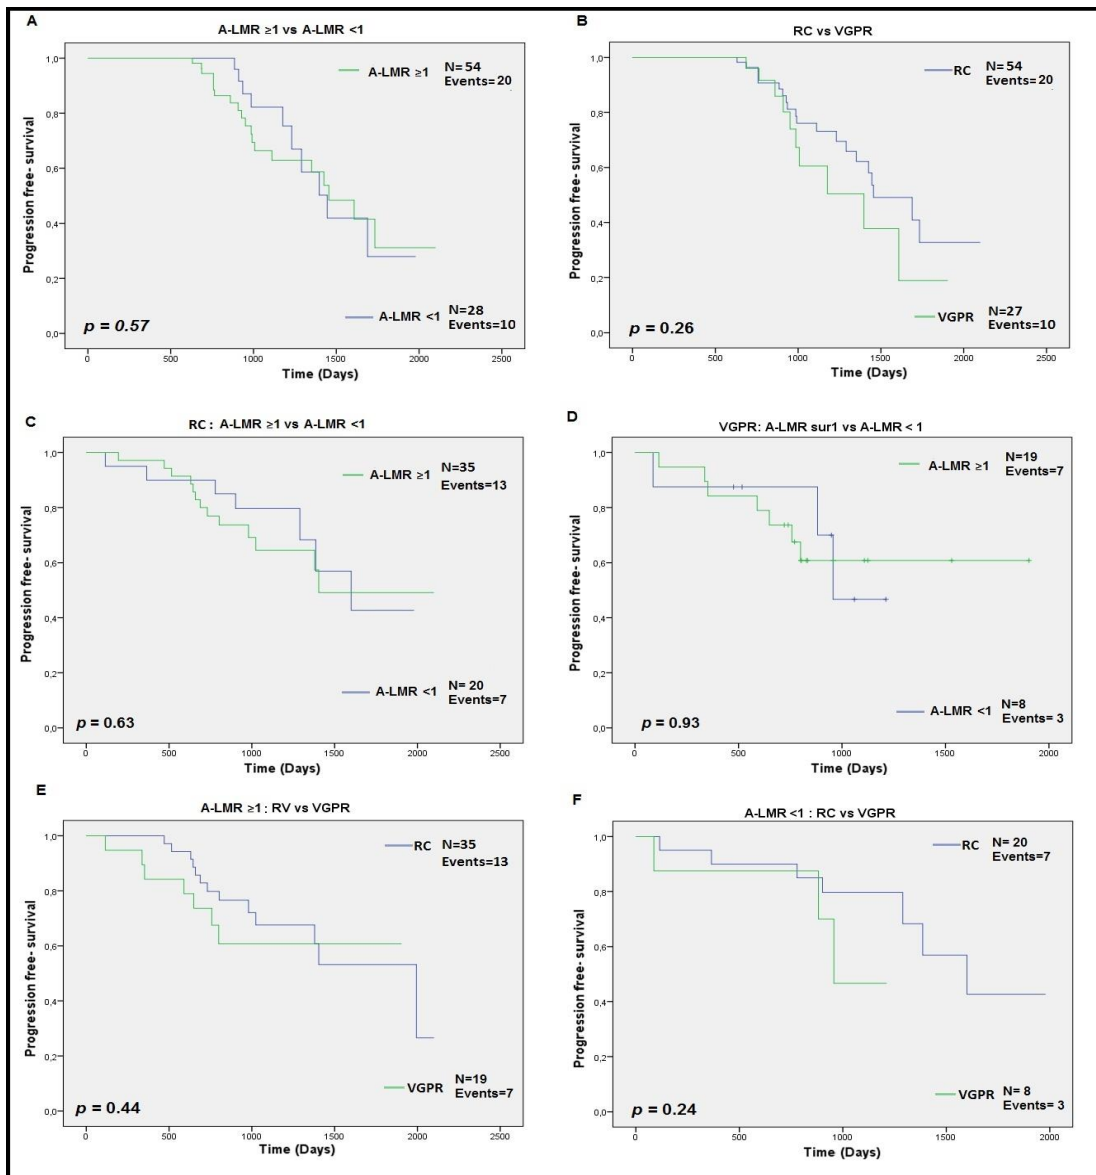 A
A-LMR ≥1 vs A-LMR <1
Progression free- survival
1,0
0,8
0,6
0,4
0,2
0,0
A-LMR ≥1
N= 54
Events=20
A-LMR <1
N=28
Events=10
p = 0.57
0
500
1000
1500
2000
2500
Time (Days)
B
RC vs VGPR
Progression free- survival
1,0
0,8
0,6
0,4
0,2
0,0
RC
N= 54
Events=20
VGPR
N=27
Events=10
p = 0.26
0
500
1000
1500
2000
2500
Time (Days)
C
RC : A-LMR ≥1 vs A-LMR <1
Progression free- survival
1,0
0,8
0,6
0,4
0,2
0,0
A-LMR ≥1
N=35
Events=13
A-LMR <1
N= 20
Events=7
p = 0.63
0
500
1000
1500
2000
2500
Time (Days)
D
VGPR: A-LMR sur1 vs A-LMR < 1
Progression free- survival
1,0
0,8
0,6
0,4
0,2
0,0
A-LMR ≥1
N=19
Events=7
A-LMR <1
N=8
Events= 3
p = 0.93
0
500
1000
1500
2000
Time (Days)
E
A-LMR ≥1 : RV vs VGPR
Progression free- survival
1,0
0,8
0,6
0,4
0,2
0,0
RC
N=35
Events=13
VGPR
N=19
Events=7
p = 0.44
0
500
1000
1500
2000
2500
Time (Days)
F
A-LMR <1 : RC vs VGPR
Progression free- survival
1,0
0,8
0,6
0,4
0,2
0,0
RC
N= 20
Events=7
VGPR
N= 8
Events= 3
p = 0.24
0
500
1000
1500
2000
Time (Days)